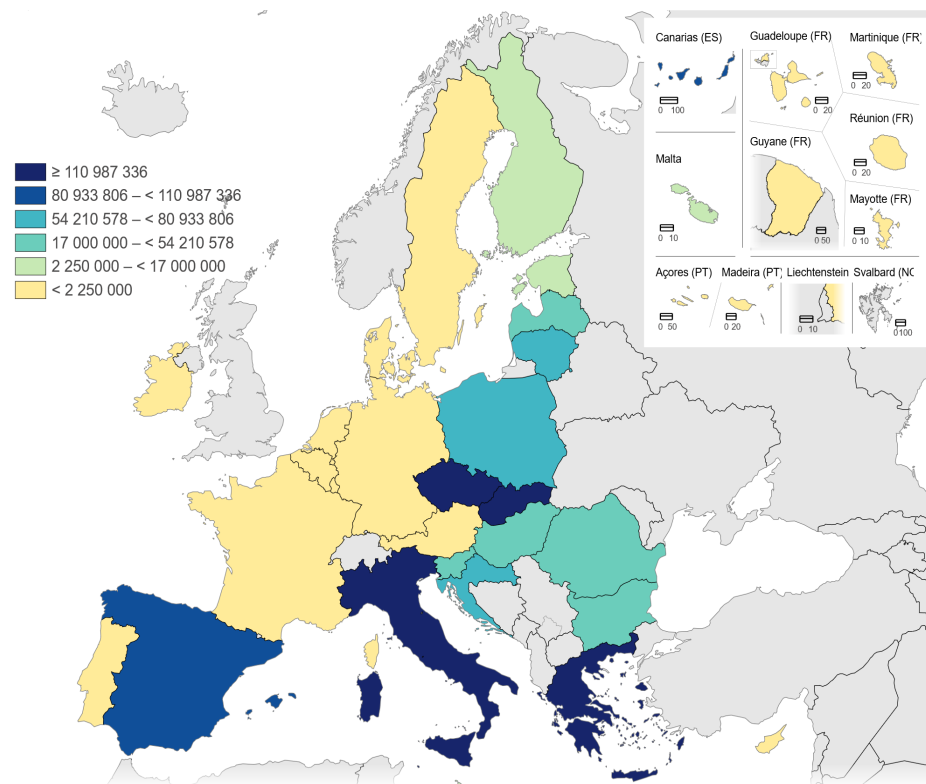 ≥ 110 987 336
80 933 806 – < 110 987 336
54 210 578 – < 80 933 806
17 000 000 – < 54 210 578
2 250 000 – < 17 000 000
< 2 250 000
Canarias (ES)
0 100
Guadeloupe (FR)
0 20
Martinique (FR)
0 20
Réunion (FR)
0 20
Malta
0 10
Guyane (FR)
0 50
Mayotte (FR)
0 10
Açores (PT)
0 50
Madeira (PT)
0 20
Liechtenstein
0 10
Svalbard (NO
0 100